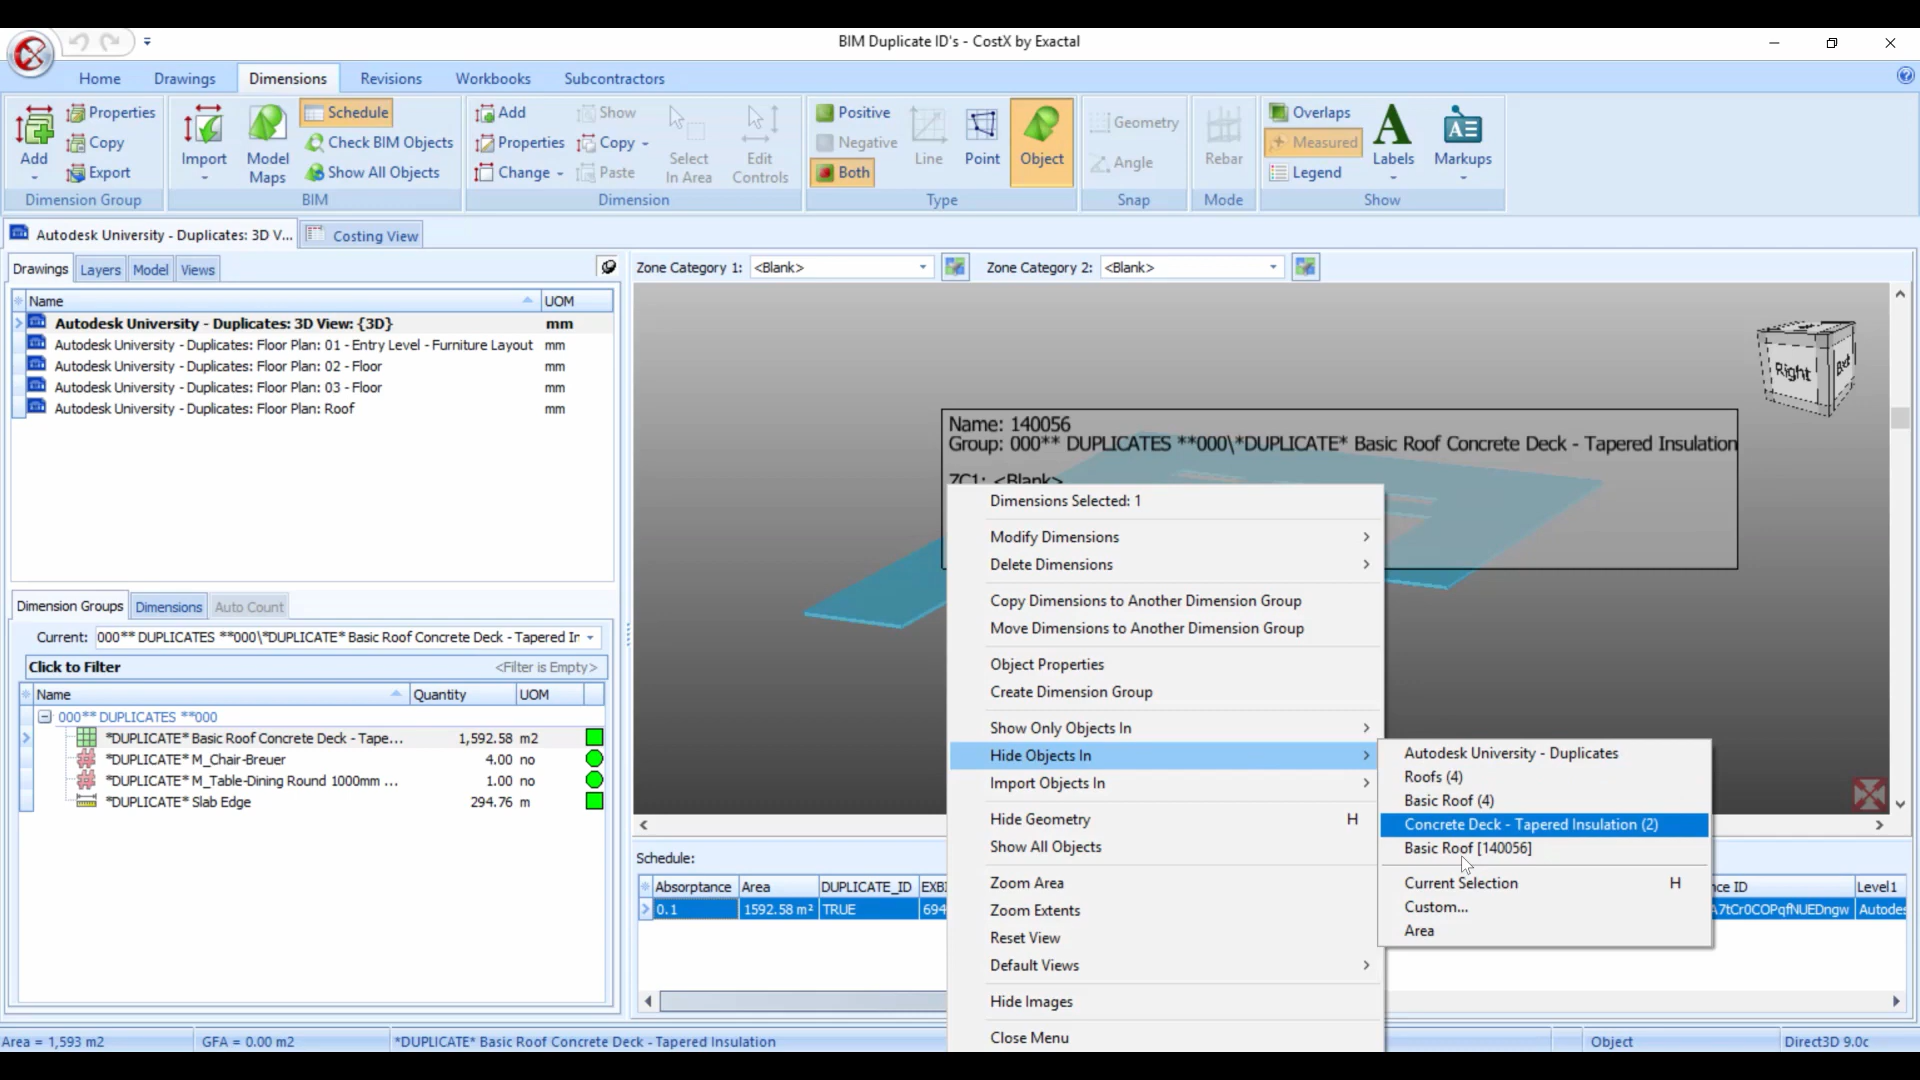 BIM Duplicate ID's - CostX by Exactal
Home Drawings Dimensions Revisions Workbooks Subcontractors
Add
Properties
Copy
Export
Dimension Group
Import
Model Maps
Schedule
Check BIM Objects
Show All Objects
BIM
Add
Properties
Change
Show
Copy
Paste
Select In Area
Edit Controls
Dimension
Positive
Negative
Both
Line
Point
Object
Type
Geometry
Angle
Snap
Rebar
Mode
Overlaps
Measured
Legend
Labels
Markups
Show
Autodesk University - Duplicates: 3D V...
Costing View
Drawings Layers Model Views
Zone Category 1: <Blank>
Zone Category 2: <Blank>
Name UOM
Autodesk University - Duplicates: 3D View: {3D} mm
Autodesk University - Duplicates: Floor Plan: 01 - Entry Level - Furniture Layout mm
Autodesk University - Duplicates: Floor Plan: 02 - Floor mm
Autodesk University - Duplicates: Floor Plan: 03 - Floor mm
Autodesk University - Duplicates: Floor Plan: Roof mm
Right
Name: 140056
Group: 000** DUPLICATES **000\*DUPLICATE* Basic Roof Concrete Deck - Tapered Insulation
ZC1: <Blank>
Dimensions Selected: 1
Modify Dimensions
Delete Dimensions
Copy Dimensions to Another Dimension Group
Move Dimensions to Another Dimension Group
Object Properties
Create Dimension Group
Show Only Objects In
Hide Objects In
Import Objects In
Hide Geometry H
Show All Objects
Zoom Area
Zoom Extents
Reset View
Default Views
Hide Images
Close Menu
Autodesk University - Duplicates
Roofs (4)
Basic Roof (4)
Concrete Deck - Tapered Insulation (2)
Basic Roof [140056]
Current Selection H
Custom...
Area
Dimension Groups Dimensions Auto Count
Current: 000** DUPLICATES **000\*DUPLICATE* Basic Roof Concrete Deck - Tapered Ir
Click to Filter <Filter is Empty>
Name Quantity UOM
000** DUPLICATES **000
*DUPLICATE* Basic Roof Concrete Deck - Tape... 1,592.58 m2
*DUPLICATE* M_Chair-Breuer 4.00 no
*DUPLICATE* M_Table-Dining Round 1000mm ... 1.00 no
*DUPLICATE* Slab Edge 294.76 m
Schedule:
Absorptance Area DUPLICATE_ID EXBI nce ID Level1
0.1 1592.58 m² TRUE 694 A7tCr0COPqfNUEDngw Autodes
Area = 1,593 m2
GFA = 0.00 m2
*DUPLICATE* Basic Roof Concrete Deck - Tapered Insulation
Object
Direct3D 9.0c